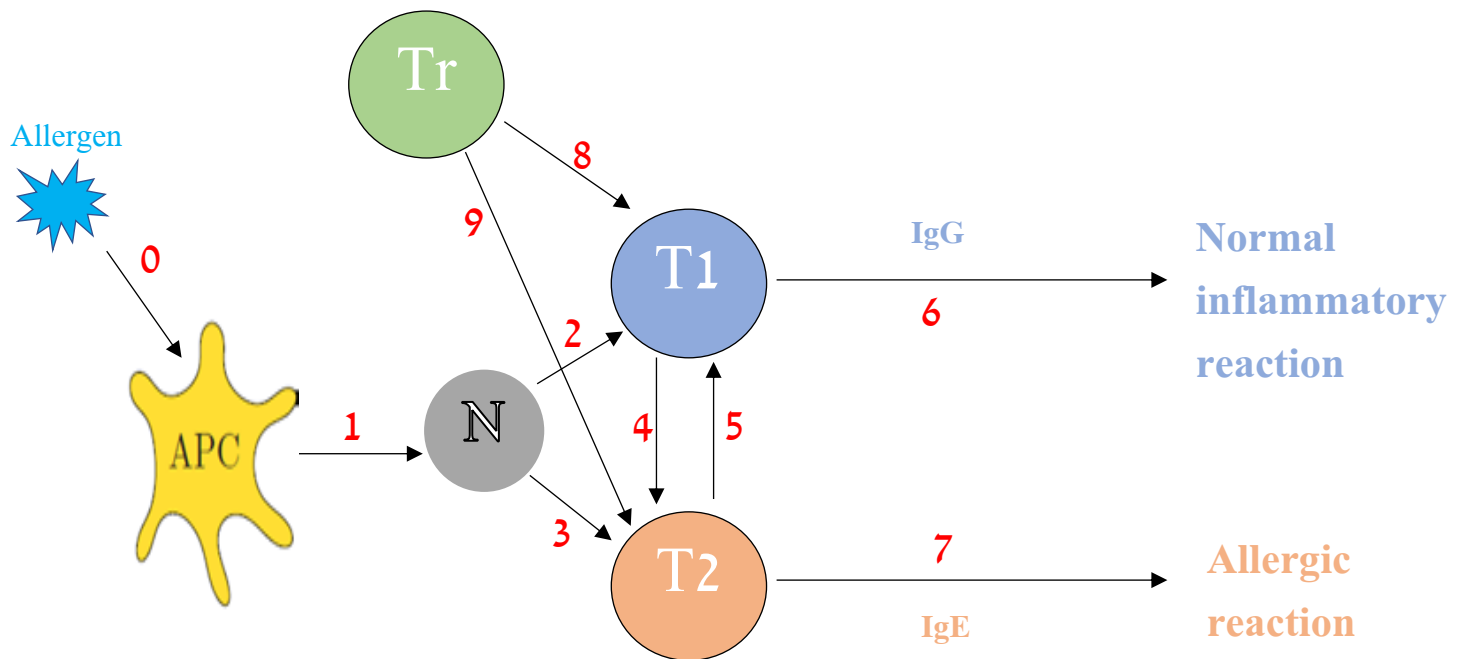 Tr
Allergen
8
9
0
T1
IgG
Normal
inflammatory
reaction
6
2
N
1
4
5
APC
3
T2
7
Allergic
reaction
IgE